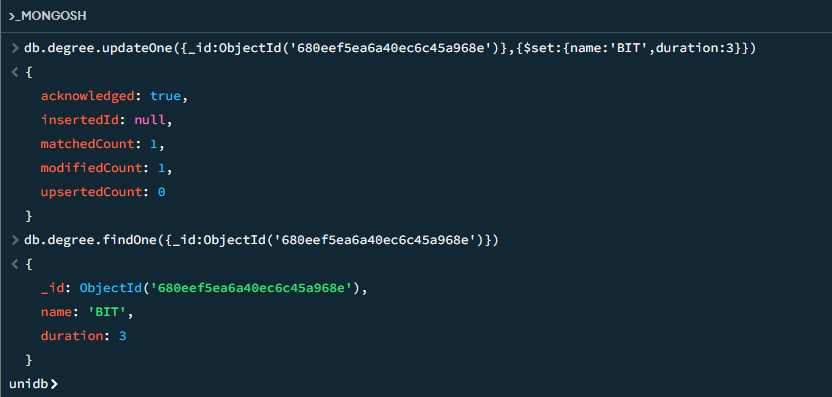 >_MONGOSH
> db.degree.updateOne({_id:ObjectId('680eef5ea6a40ec6c45a968e')},{$set:{name:'BIT',duration:3}})
< {
acknowledged: true,
insertedId: null,
matchedCount: 1,
modifiedCount: 1,
upsertedCount: 0
}
> db.degree.findOne({_id:ObjectId('680eef5ea6a40ec6c45a968e')})
< {
_id: ObjectId('680eef5ea6a40ec6c45a968e'),
name: 'BIT',
duration: 3
}
unidb>